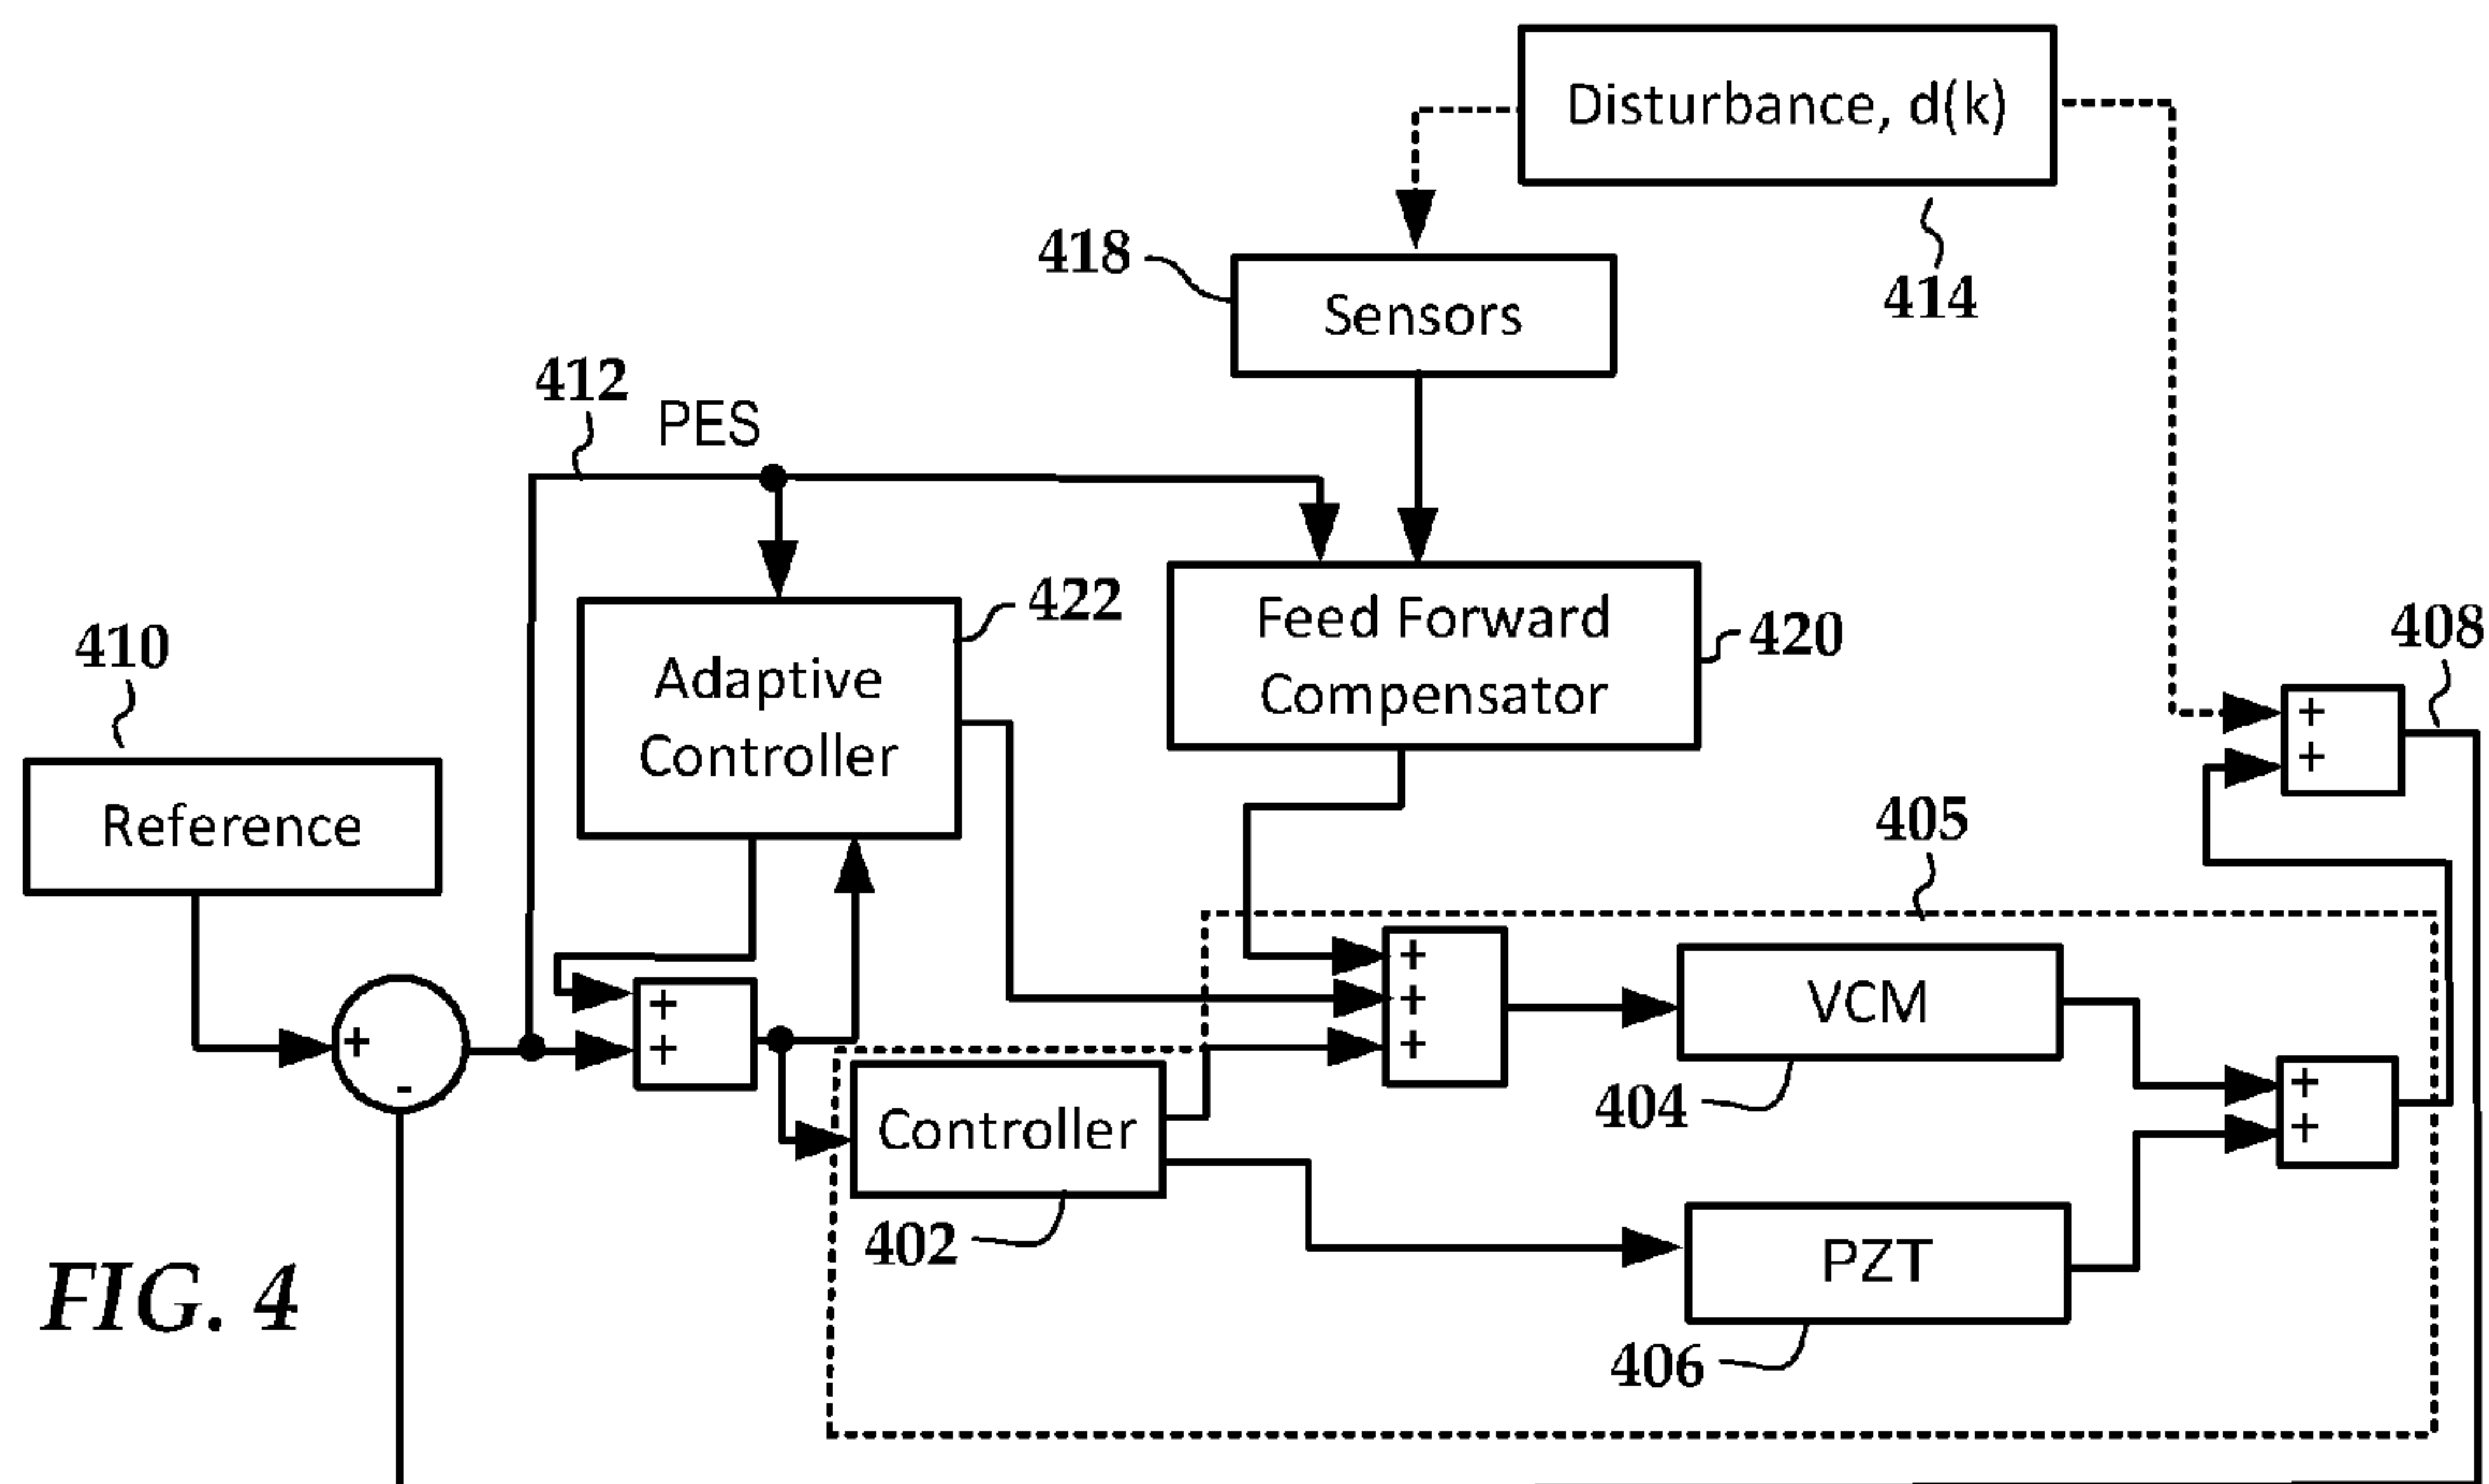 Disturbance, d(k)
414
418
Sensors
412
PES
422
Adaptive
Controller
Feed Forward
Compensator
420
408
+
+
410
Reference
405
+
-
+
+
+
+
+
VCM
404
+
+
Controller
402
PZT
406
FIG. 4